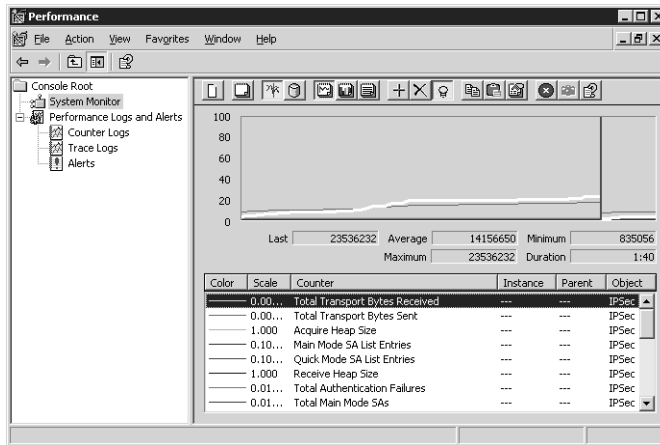 Performance
File Action View Favorites Window Help
Console Root
System Monitor
Performance Logs and Alerts
Counter Logs
Trace Logs
Alerts
100
80
60
40
20
0
Last 23536232 Average 14156650 Minimum 835056
Maximum 23536232 Duration 1:40
Color Scale Counter Instance Parent Object
0.00... Total Transport Bytes Received --- --- IPSec
0.00... Total Transport Bytes Sent --- --- IPSec
1.000 Acquire Heap Size --- --- IPSec
0.10... Main Mode SA List Entries --- --- IPSec
0.10... Quick Mode SA List Entries --- --- IPSec
1.000 Receive Heap Size --- --- IPSec
0.01... Total Authentication Failures --- --- IPSec
0.01... Total Main Mode SAs --- --- IPSec